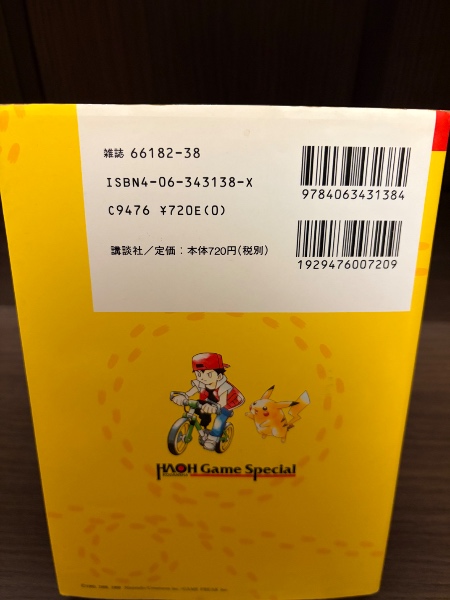 雑誌 66182-38
ISBN4-06-343138-X
C9476 ¥720E(0)
講談社/定価:本体720円(税別)
9784063431384
1929476007209
HAOH Game Special